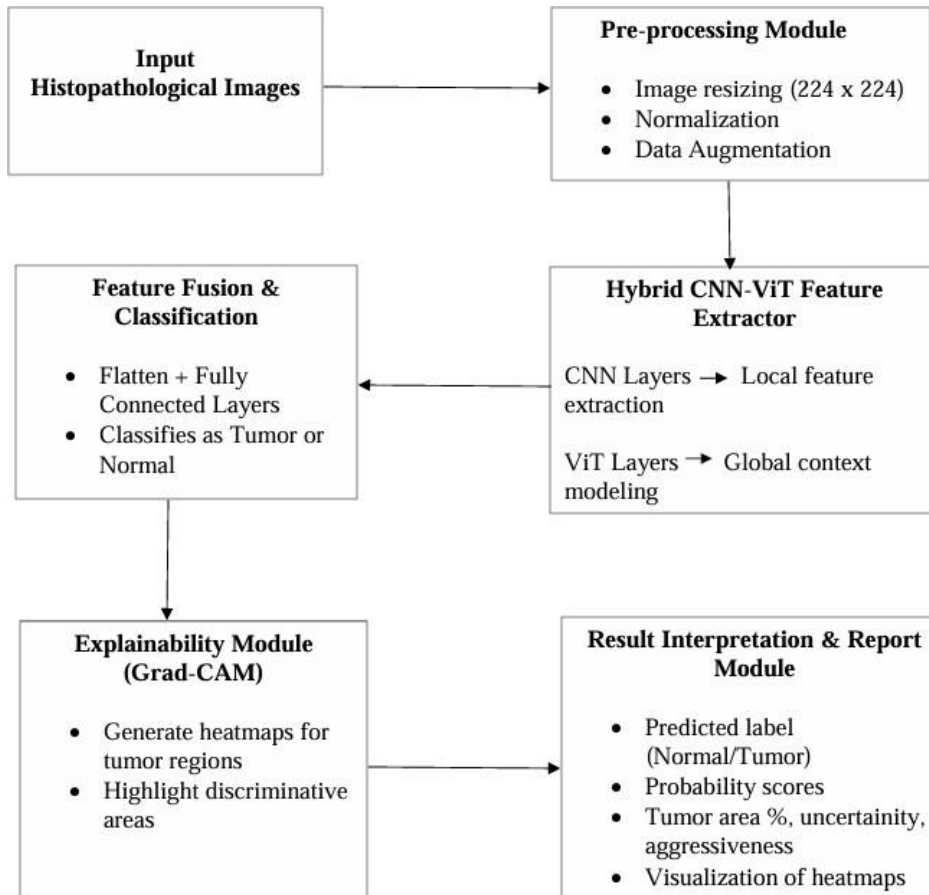 Input
Histopathological Images
Pre-processing Module
• Image resizing (224 x 224)
• Normalization
• Data Augmentation
Hybrid CNN-ViT Feature
Extractor
CNN Layers → Local feature
extraction
ViT Layers → Global context
modeling
Feature Fusion &
Classification
• Flatten + Fully
Connected Layers
• Classifies as Tumor or
Normal
Explainability Module
(Grad-CAM)
• Generate heatmaps for
tumor regions
• Highlight discriminative
areas
Result Interpretation & Report
Module
• Predicted label
(Normal/Tumor)
• Probability scores
• Tumor area %, uncertainity,
aggressiveness
• Visualization of heatmaps